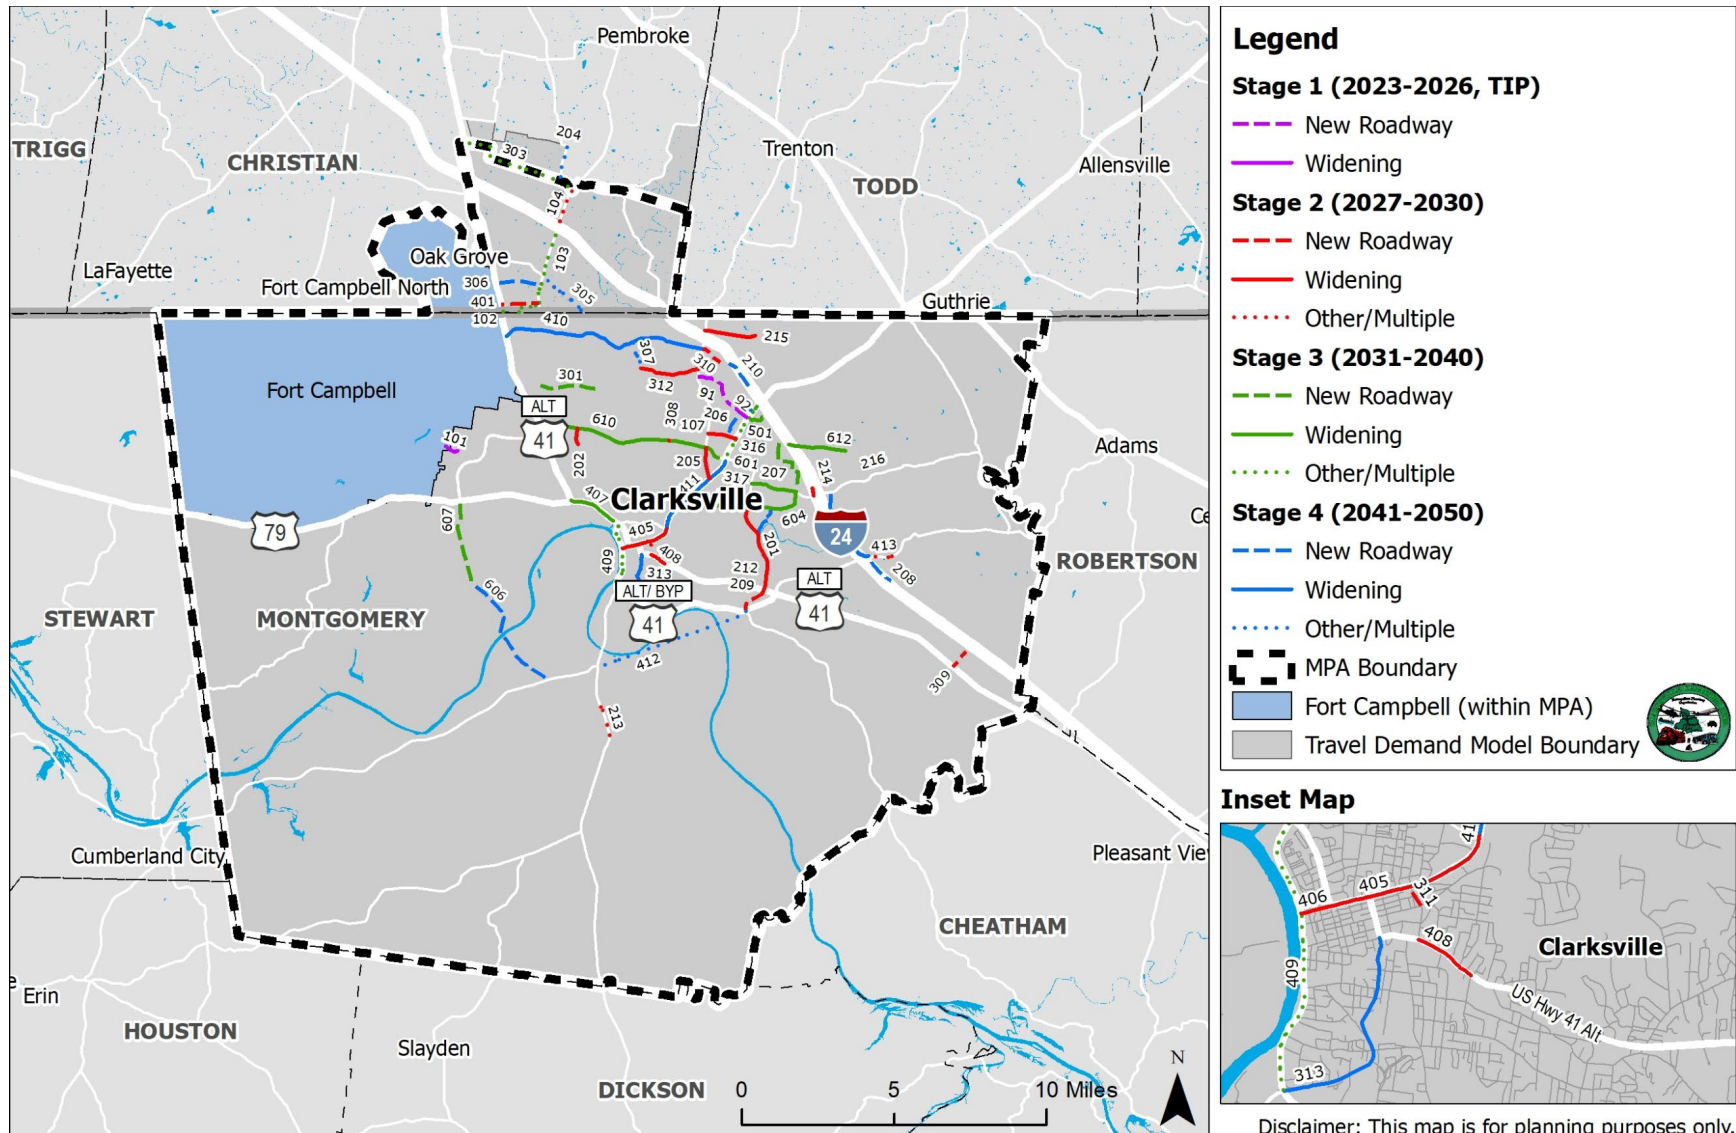 Pembroke
204
TRIGG
CHRISTIAN
303
Trenton
Allensville
TODD
104
Oak Grove
103
LaFayette
306
Fort Campbell North
305
401
Guthrie
102
410
215
307
310
210
Fort Campbell
301
312
91
92
ALT
41
308
206
107
501
610
316
612
Adams
101
202
205
601
207
216
317
214
411
407
Clarksville
607
79
405
604
201
24
408
409
413
212
313
209
208
ROBERTSON
ALT
ALT/ BYP
41
41
606
STEWART
MONTGOMERY
412
309
213
Cumberland City
Pleasant Vie
CHEATHAM
Erin
HOUSTON
Slayden
DICKSON
N
0 5 10 Miles
Legend
Stage 1 (2023-2026, TIP)
New Roadway
Widening
Stage 2 (2027-2030)
New Roadway
Widening
Other/Multiple
Stage 3 (2031-2040)
New Roadway
Widening
Other/Multiple
Stage 4 (2041-2050)
New Roadway
Widening
Other/Multiple
MPA Boundary
Fort Campbell (within MPA)
Travel Demand Model Boundary
Inset Map
41
405
406
311
408
Clarksville
409
US Hwy 41 Alt
313
Disclaimer: This map is for planning purposes only.